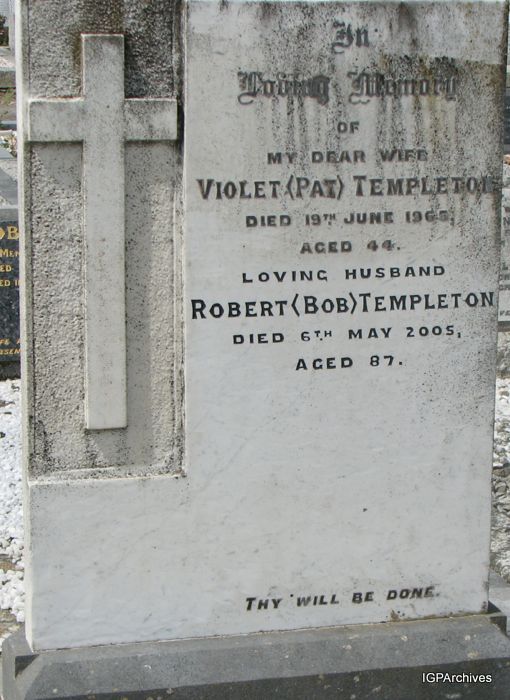 In
Loving Memory
OF
MY DEAR WIFE
VIOLET (PAT) TEMPLETON
DIED 19TH JUNE 1965,
AGED 44.
LOVING HUSBAND
ROBERT (BOB) TEMPLETON
DIED 6TH MAY 2005,
AGED 87.
THY WILL BE DONE.
IGPArchives